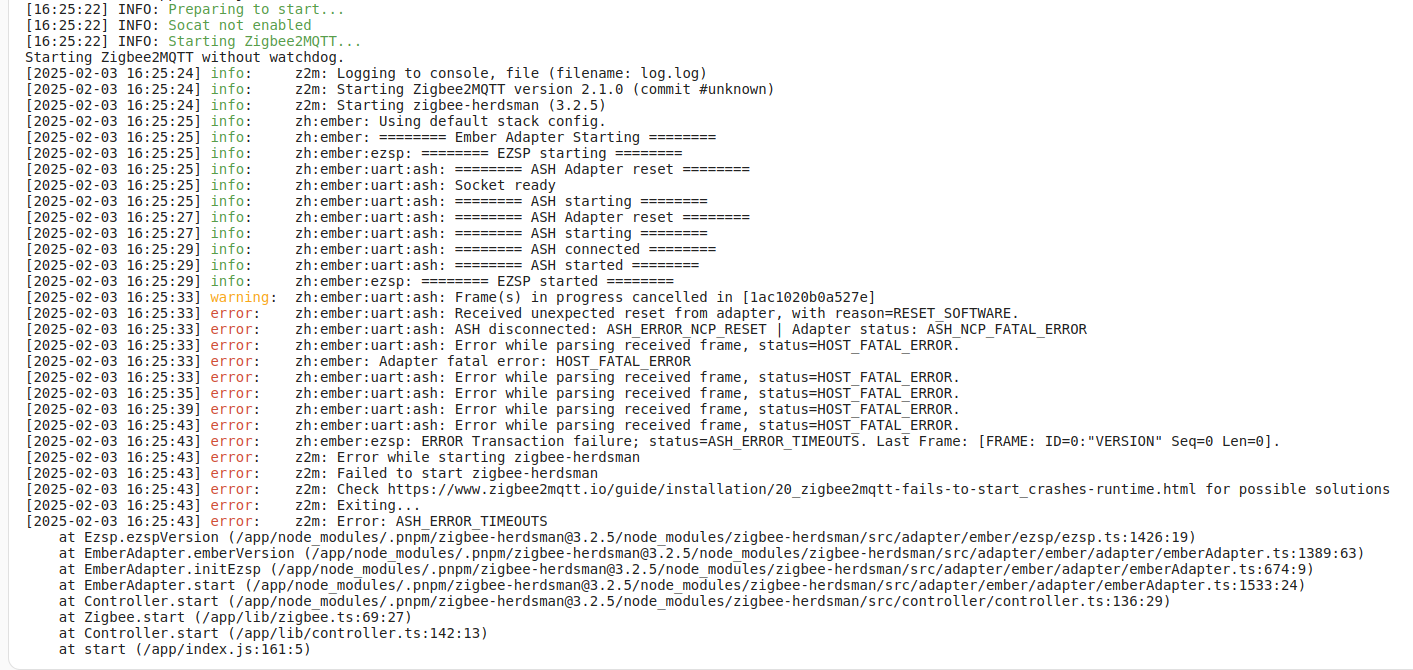 [16:25:22] INFO: Preparing to start...
[16:25:22] INFO: Socat not enabled
[16:25:22] INFO: Starting Zigbee2MQTT...
Starting Zigbee2MQTT without watchdog.
[2025-02-03 16:25:24] info: z2m: Logging to console, file (filename: log.log)
[2025-02-03 16:25:24] info: z2m: Starting Zigbee2MQTT version 2.1.0 (commit #unknown)
[2025-02-03 16:25:24] info: z2m: Starting zigbee-herdsman (3.2.5)
[2025-02-03 16:25:25] info: zh:ember: Using default stack config.
[2025-02-03 16:25:25] info: zh:ember: ======== Ember Adapter Starting ========
[2025-02-03 16:25:25] info: zh:ember:ezsp: ======== EZSP starting ========
[2025-02-03 16:25:25] info: zh:ember:uart:ash: ======== ASH Adapter reset ========
[2025-02-03 16:25:25] info: zh:ember:uart:ash: Socket ready
[2025-02-03 16:25:25] info: zh:ember:uart:ash: ======== ASH starting ========
[2025-02-03 16:25:27] info: zh:ember:uart:ash: ======== ASH Adapter reset ========
[2025-02-03 16:25:27] info: zh:ember:uart:ash: ======== ASH starting ========
[2025-02-03 16:25:29] info: zh:ember:uart:ash: ======== ASH connected ========
[2025-02-03 16:25:29] info: zh:ember:uart:ash: ======== ASH started ========
[2025-02-03 16:25:29] info: zh:ember:ezsp: ======== EZSP started ========
[2025-02-03 16:25:33] warning: zh:ember:uart:ash: Frame(s) in progress cancelled in [1ac1020b0a527e]
[2025-02-03 16:25:33] error: zh:ember:uart:ash: Received unexpected reset from adapter, with reason=RESET_SOFTWARE.
[2025-02-03 16:25:33] error: zh:ember:uart:ash: ASH disconnected: ASH_ERROR_NCP_RESET | Adapter status: ASH_NCP_FATAL_ERROR
[2025-02-03 16:25:33] error: zh:ember:uart:ash: Error while parsing received frame, status=HOST_FATAL_ERROR.
[2025-02-03 16:25:33] error: zh:ember: Adapter fatal error: HOST_FATAL_ERROR
[2025-02-03 16:25:33] error: zh:ember:uart:ash: Error while parsing received frame, status=HOST_FATAL_ERROR.
[2025-02-03 16:25:35] error: zh:ember:uart:ash: Error while parsing received frame, status=HOST_FATAL_ERROR.
[2025-02-03 16:25:39] error: zh:ember:uart:ash: Error while parsing received frame, status=HOST_FATAL_ERROR.
[2025-02-03 16:25:43] error: zh:ember:uart:ash: Error while parsing received frame, status=HOST_FATAL_ERROR.
[2025-02-03 16:25:43] error: zh:ember:ezsp: ERROR Transaction failure; status=ASH_ERROR_TIMEOUTS. Last Frame: [FRAME: ID=0:"VERSION" Seq=0 Len=0].
[2025-02-03 16:25:43] error: z2m: Error while starting zigbee-herdsman
[2025-02-03 16:25:43] error: z2m: Failed to start zigbee-herdsman
[2025-02-03 16:25:43] error: z2m: Check https://www.zigbee2mqtt.io/guide/installation/20_zigbee2mqtt-fails-to-start_crashes-runtime.html for possible solutions
[2025-02-03 16:25:43] error: z2m: Exiting...
[2025-02-03 16:25:43] error: z2m: Error: ASH_ERROR_TIMEOUTS
at Ezsp.ezspVersion (/app/node_modules/.pnpm/zigbee-herdsman@3.2.5/node_modules/zigbee-herdsman/src/adapter/ember/ezsp/ezsp.ts:1426:19)
at EmberAdapter.emberVersion (/app/node_modules/.pnpm/zigbee-herdsman@3.2.5/node_modules/zigbee-herdsman/src/adapter/ember/adapter/emberAdapter.ts:1389:63)
at EmberAdapter.initEzsp (/app/node_modules/.pnpm/zigbee-herdsman@3.2.5/node_modules/zigbee-herdsman/src/adapter/ember/adapter/emberAdapter.ts:674:9)
at EmberAdapter.start (/app/node_modules/.pnpm/zigbee-herdsman@3.2.5/node_modules/zigbee-herdsman/src/adapter/ember/adapter/emberAdapter.ts:1533:24)
at Controller.start (/app/node_modules/.pnpm/zigbee-herdsman@3.2.5/node_modules/zigbee-herdsman/src/controller/controller.ts:136:29)
at Zigbee.start (/app/lib/zigbee.ts:69:27)
at Controller.start (/app/lib/controller.ts:142:13)
at start (/app/index.js:161:5)